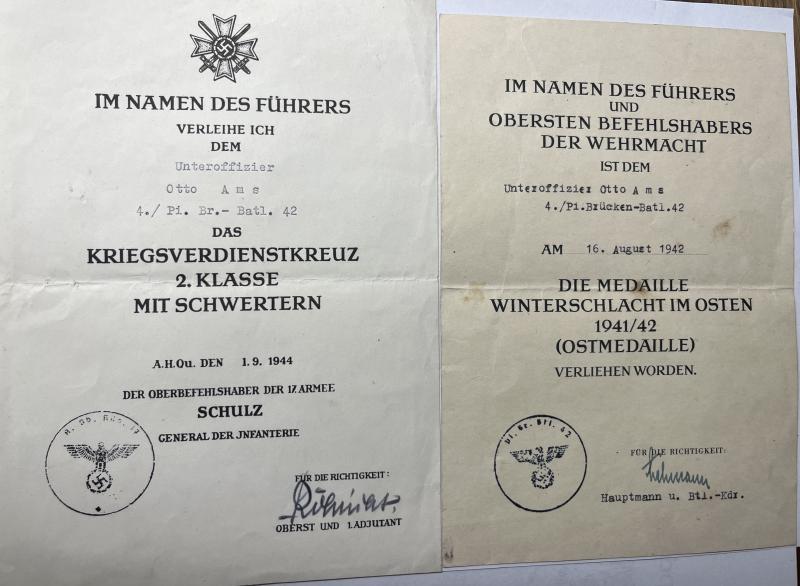 IM NAMEN DES FÜHRERS
VERLEIHE ICH
DEM
Unteroffizier
Otto Ams
4./ Pi. Br.- Batl. 42
DAS
KRIEGSVERDIENSTKREUZ
2. KLASSE
MIT SCHWERTERN
A.H.Qu. DEN 1.9. 1944
DER OBERBEFEHLSHABER DER 17. ARMEE
SCHULZ
GENERAL DER JNFANTERIE
FÜR DIE RICHTIGKEIT:
OBERST UND 1. ADJUTANT
IM NAMEN DES FÜHRERS
UND
OBERSTEN BEFEHLSHABERS
DER WEHRMACHT
IST DEM
Unteroffizier Otto Ams
4./Pi.Brücken-Batl.42
AM 16. August 1942
DIE MEDAILLE
WINTERSCHLACHT IM OSTEN
1941/42
(OSTMEDAILLE)
VERLIEHEN WORDEN.
FÜR DIE RICHTIGKEIT:
Lehmann
Hauptmann u. Btl.-Kdr.